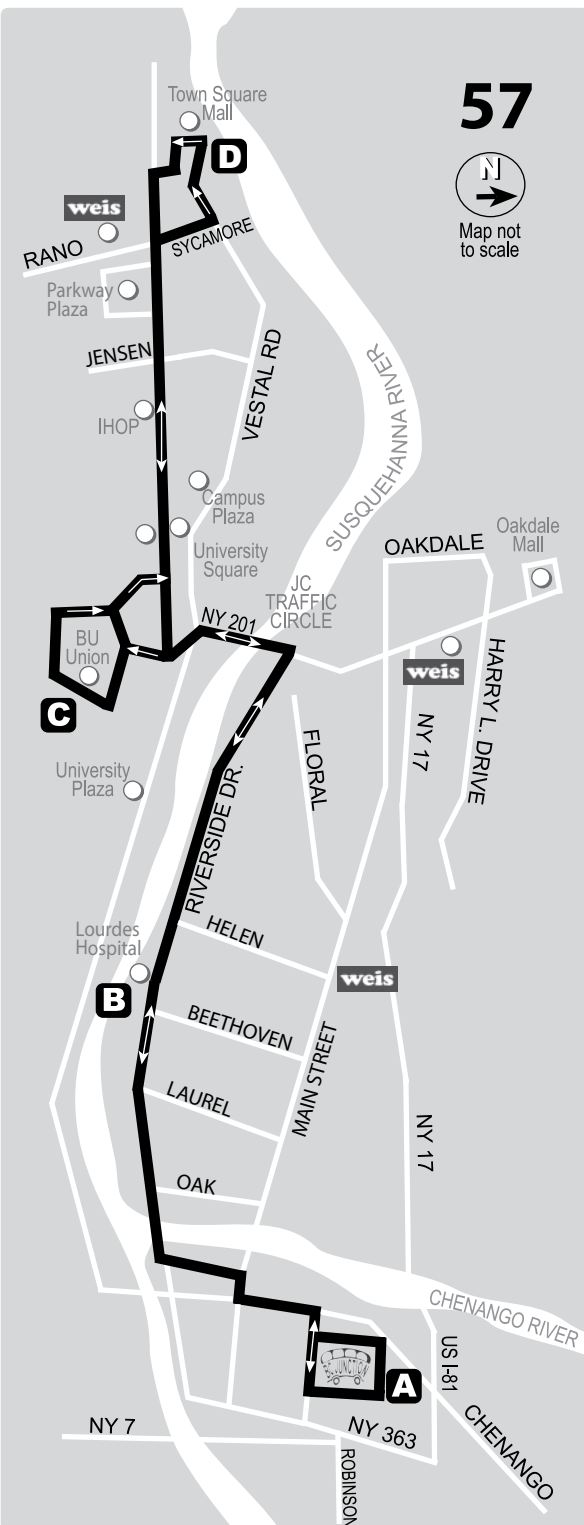 57
N
Map not
to scale
Town Square
Mall
D
weis
RANO
SYCAMORE
Parkway
Plaza
JENSEN
VESTAL RD
IHOP
SUSQUEHANNA RIVER
Campus
Plaza
University
Square
OAKDALE
Oakdale
Mall
JC
TRAFFIC
CIRCLE
NY 201
BU
Union
C
weis
HARRY L. DRIVE
NY 17
FLORAL
University
Plaza
RIVERSIDE DR.
HELEN
Lourdes
Hospital
B
weis
BEETHOVEN
MAIN STREET
LAUREL
NY 17
OAK
CHENANGO RIVER
JUNCTION
A
US I-81
CHENANGO
NY 363
NY 7
ROBINSON